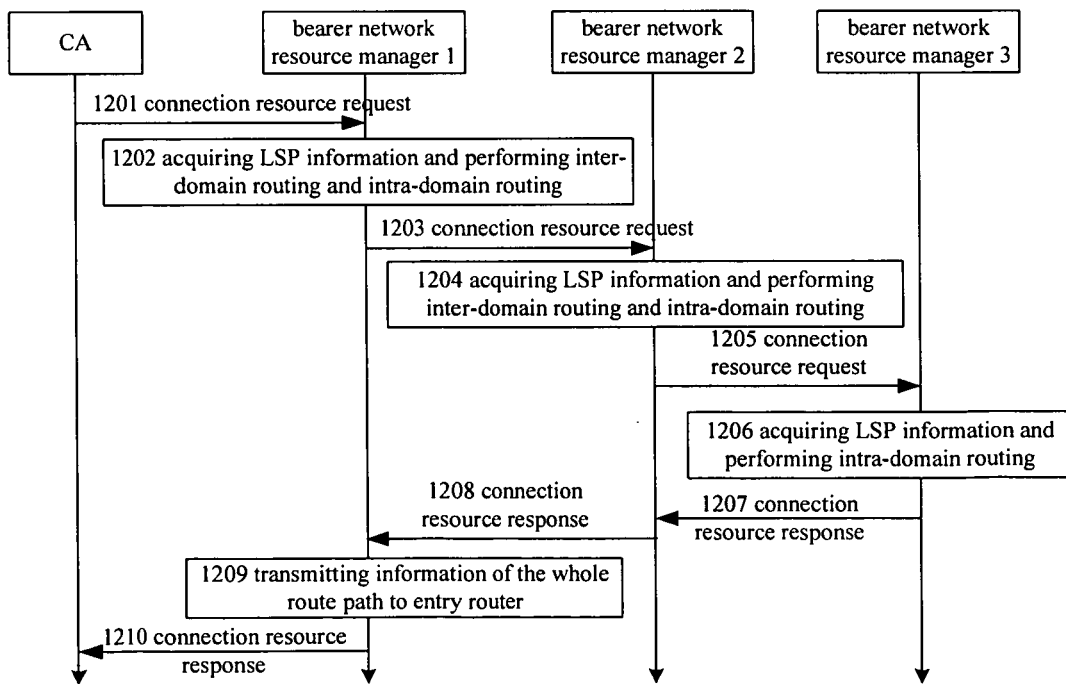 CA
bearer network
resource manager 1
bearer network
resource manager 2
bearer network
resource manager 3
1201 connection resource request
1202 acquiring LSP information and performing inter-
domain routing and intra-domain routing
1203 connection resource request
1204 acquiring LSP information and performing
inter-domain routing and intra-domain routing
1205 connection
resource request
1206 acquiring LSP information and
performing intra-domain routing
1207 connection
resource response
1208 connection
resource response
1209 transmitting information of the whole
route path to entry router
1210 connection resource
response